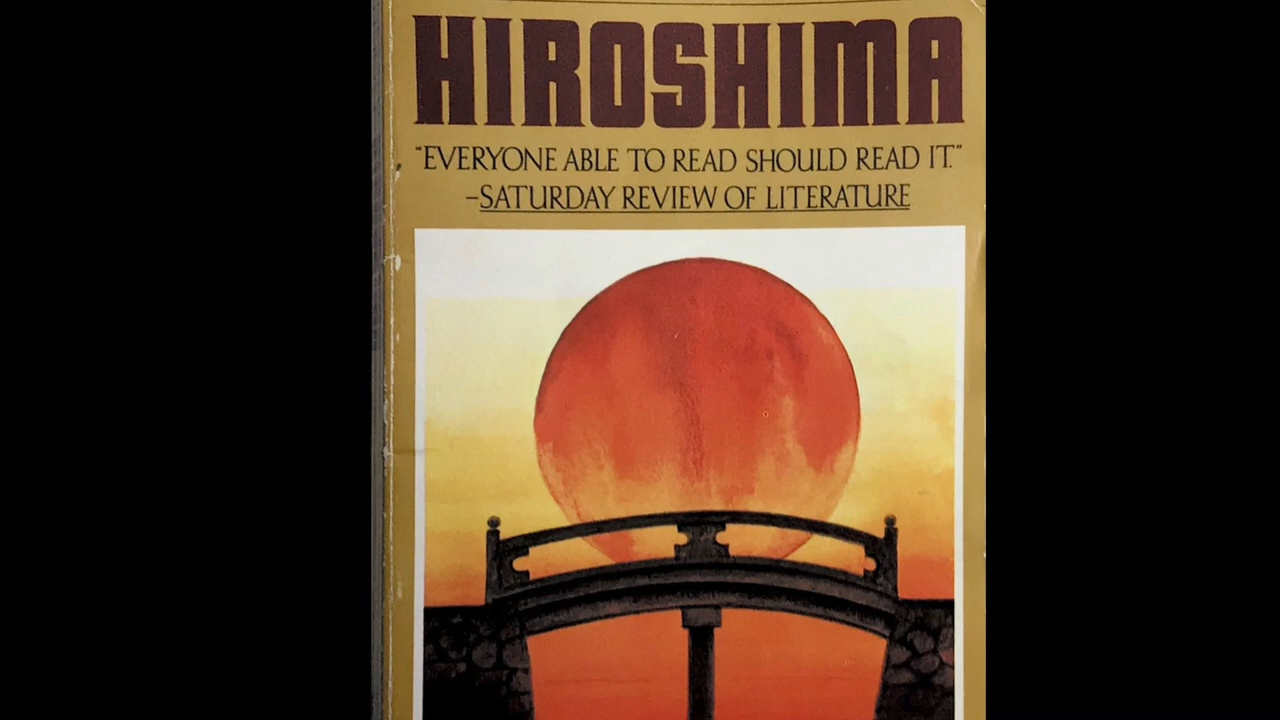 HIROSHIMA
"EVERYONE ABLE TO READ SHOULD READ IT."
–SATURDAY REVIEW OF LITERATURE